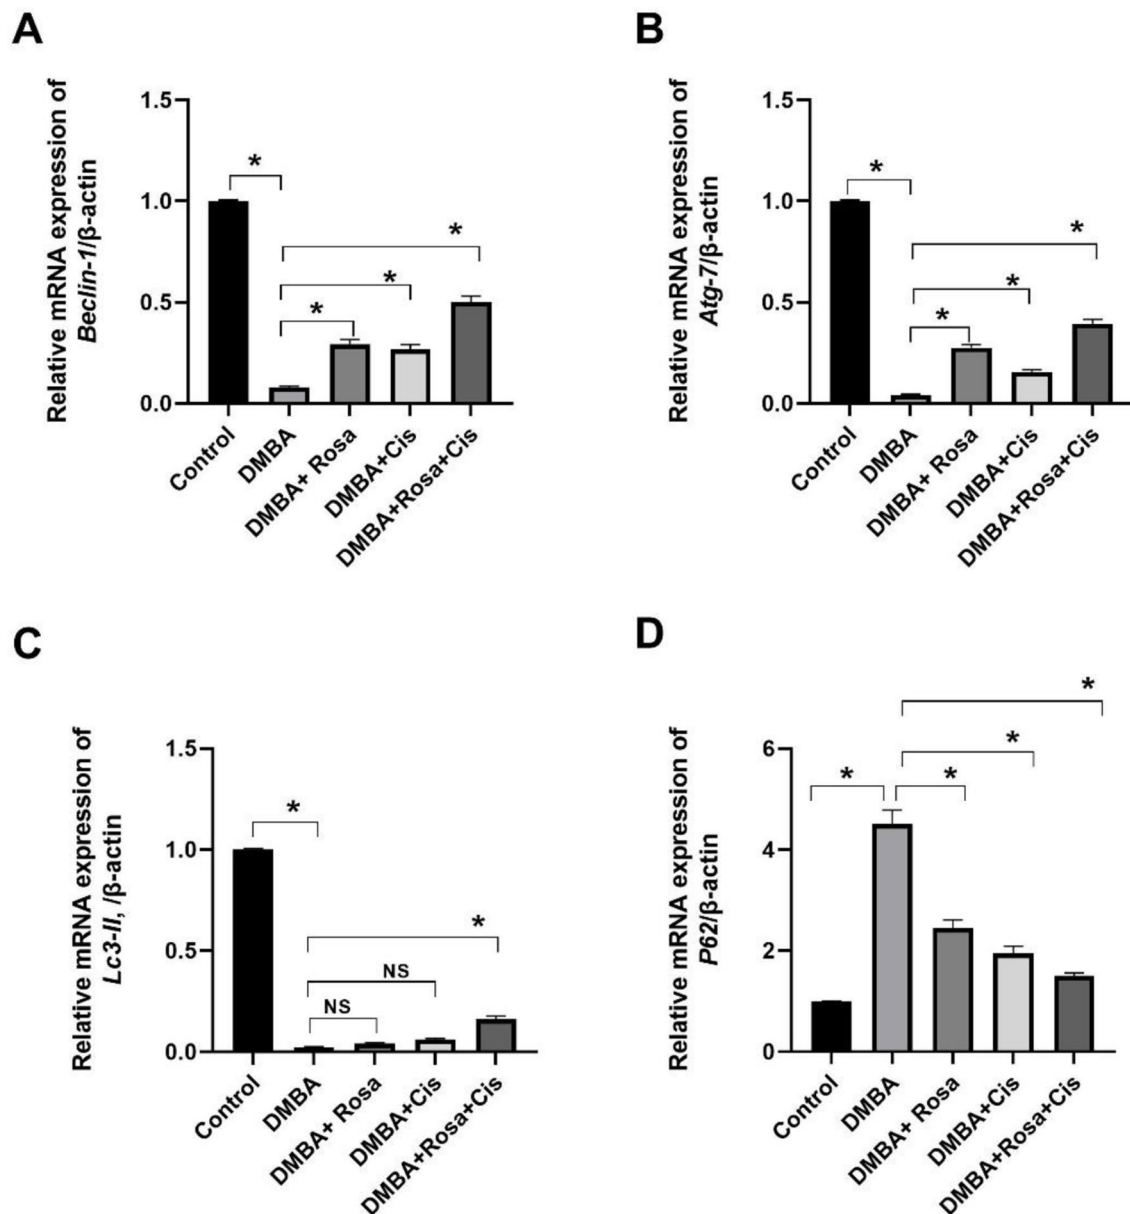 A
Relative mRNA expression of
Beclin-1/β-actin
1.5
1.0
0.5
0.0
*
*
*
*
Control
DMBA
DMBA+ Rosa
DMBA+Cis
DMBA+Rosa+Cis
B
Relative mRNA expression of
Atg-7/β-actin
1.5
1.0
0.5
0.0
*
*
*
*
Control
DMBA
DMBA+ Rosa
DMBA+Cis
DMBA+Rosa+Cis
C
Relative mRNA expression of
Lc3-II, /β-actin
1.5
1.0
0.5
0.0
*
*
NS
NS
Control
DMBA
DMBA+ Rosa
DMBA+Cis
DMBA+Rosa+Cis
D
Relative mRNA expression of
P62/β-actin
6
4
2
0
*
*
*
*
Control
DMBA
DMBA+ Rosa
DMBA+Cis
DMBA+Rosa+Cis